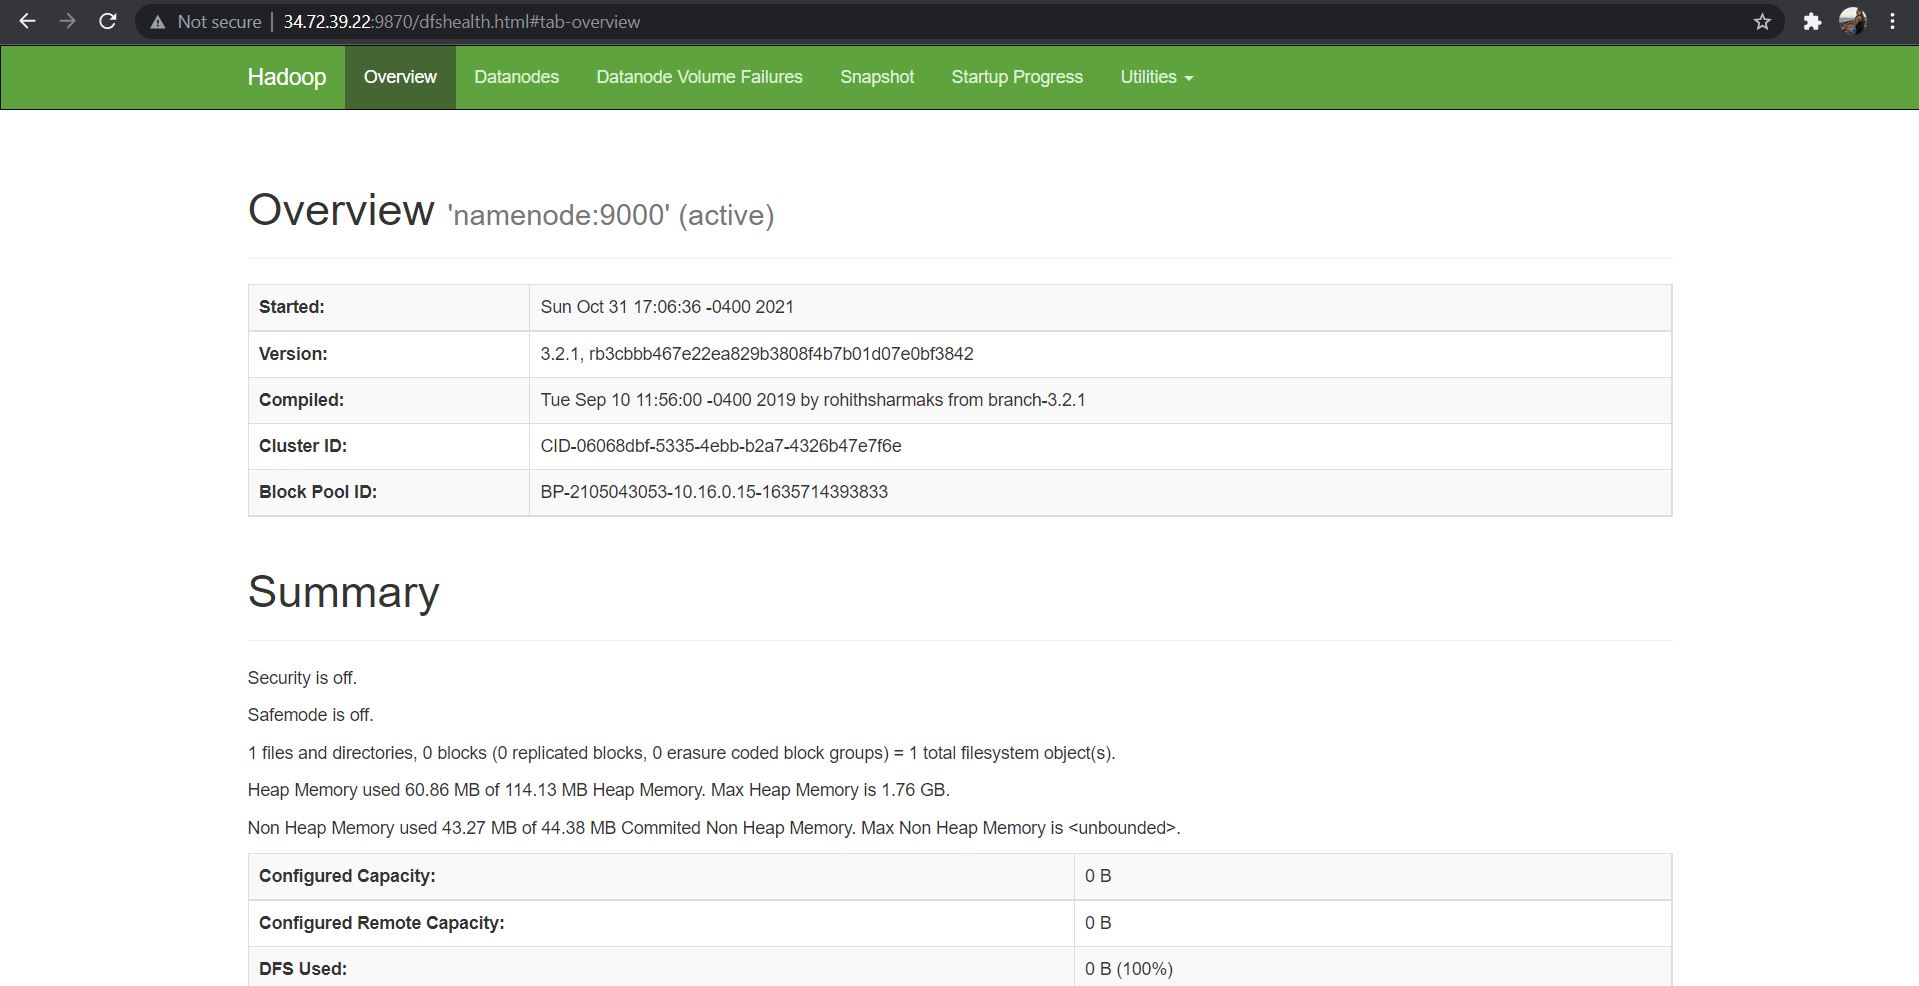 Not secure | 34.72.39.22:9870/dfshealth.html#tab-overview
Hadoop Overview Datanodes Datanode Volume Failures Snapshot Startup Progress Utilities
Overview 'namenode:9000' (active)
Started: Sun Oct 31 17:06:36 -0400 2021
Version: 3.2.1, rb3cbbb467e22ea829b3808f4b7b01d07e0bf3842
Compiled: Tue Sep 10 11:56:00 -0400 2019 by rohithsharmaks from branch-3.2.1
Cluster ID: CID-06068dbf-5335-4ebb-b2a7-4326b47e7f6e
Block Pool ID: BP-2105043053-10.16.0.15-1635714393833
Summary
Security is off.
Safemode is off.
1 files and directories, 0 blocks (0 replicated blocks, 0 erasure coded block groups) = 1 total filesystem object(s).
Heap Memory used 60.86 MB of 114.13 MB Heap Memory. Max Heap Memory is 1.76 GB.
Non Heap Memory used 43.27 MB of 44.38 MB Commited Non Heap Memory. Max Non Heap Memory is <unbounded>.
Configured Capacity: 0 B
Configured Remote Capacity: 0 B
DFS Used: 0 B (100%)